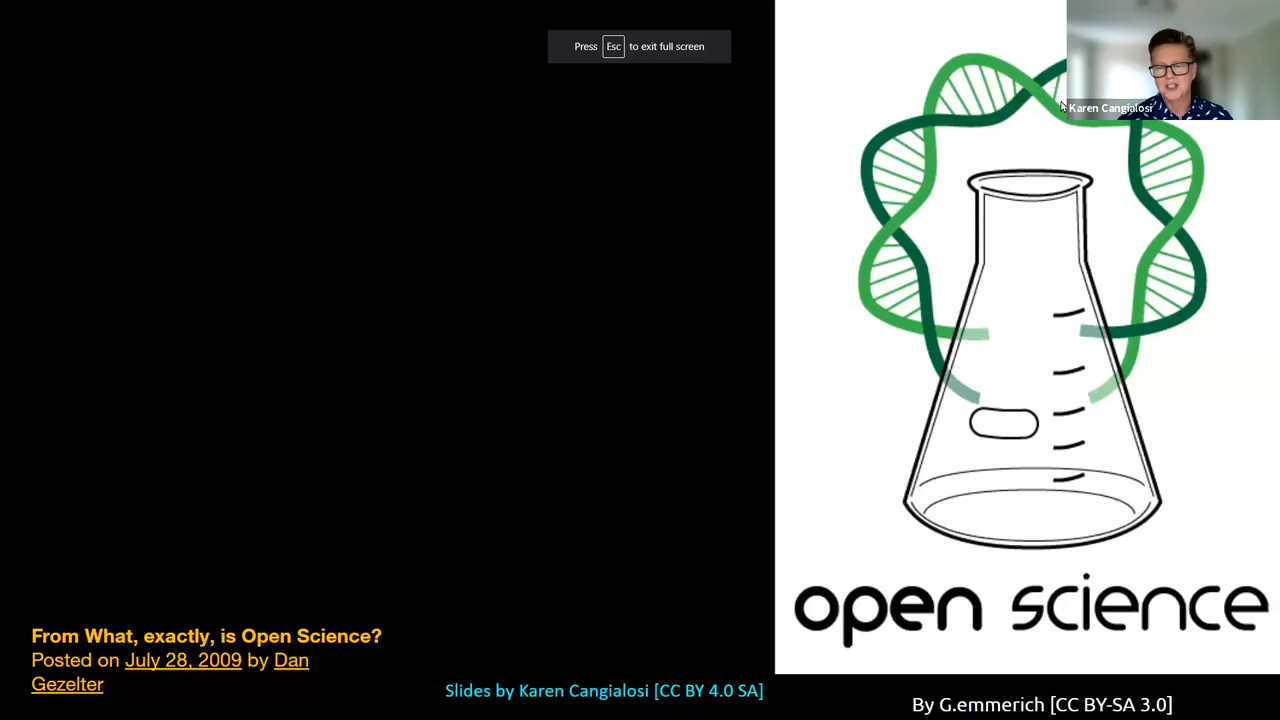 Press Esc to exit full screen
Karen Cangialosi
open science
From What, exactly, is Open Science?
Posted on July 28, 2009 by Dan
Gezelter
Slides by Karen Cangialosi [CC BY 4.0 SA]
By G.emmerich [CC BY-SA 3.0]